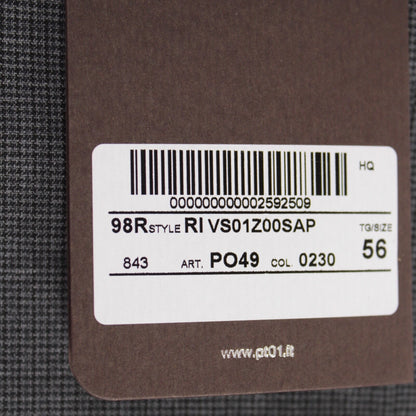 HQ
0000000000002592509
98R STYLE RI VS01Z00SAP TG/SIZE
843 ART. PO49 COL. 0230 56
www.pt01.it